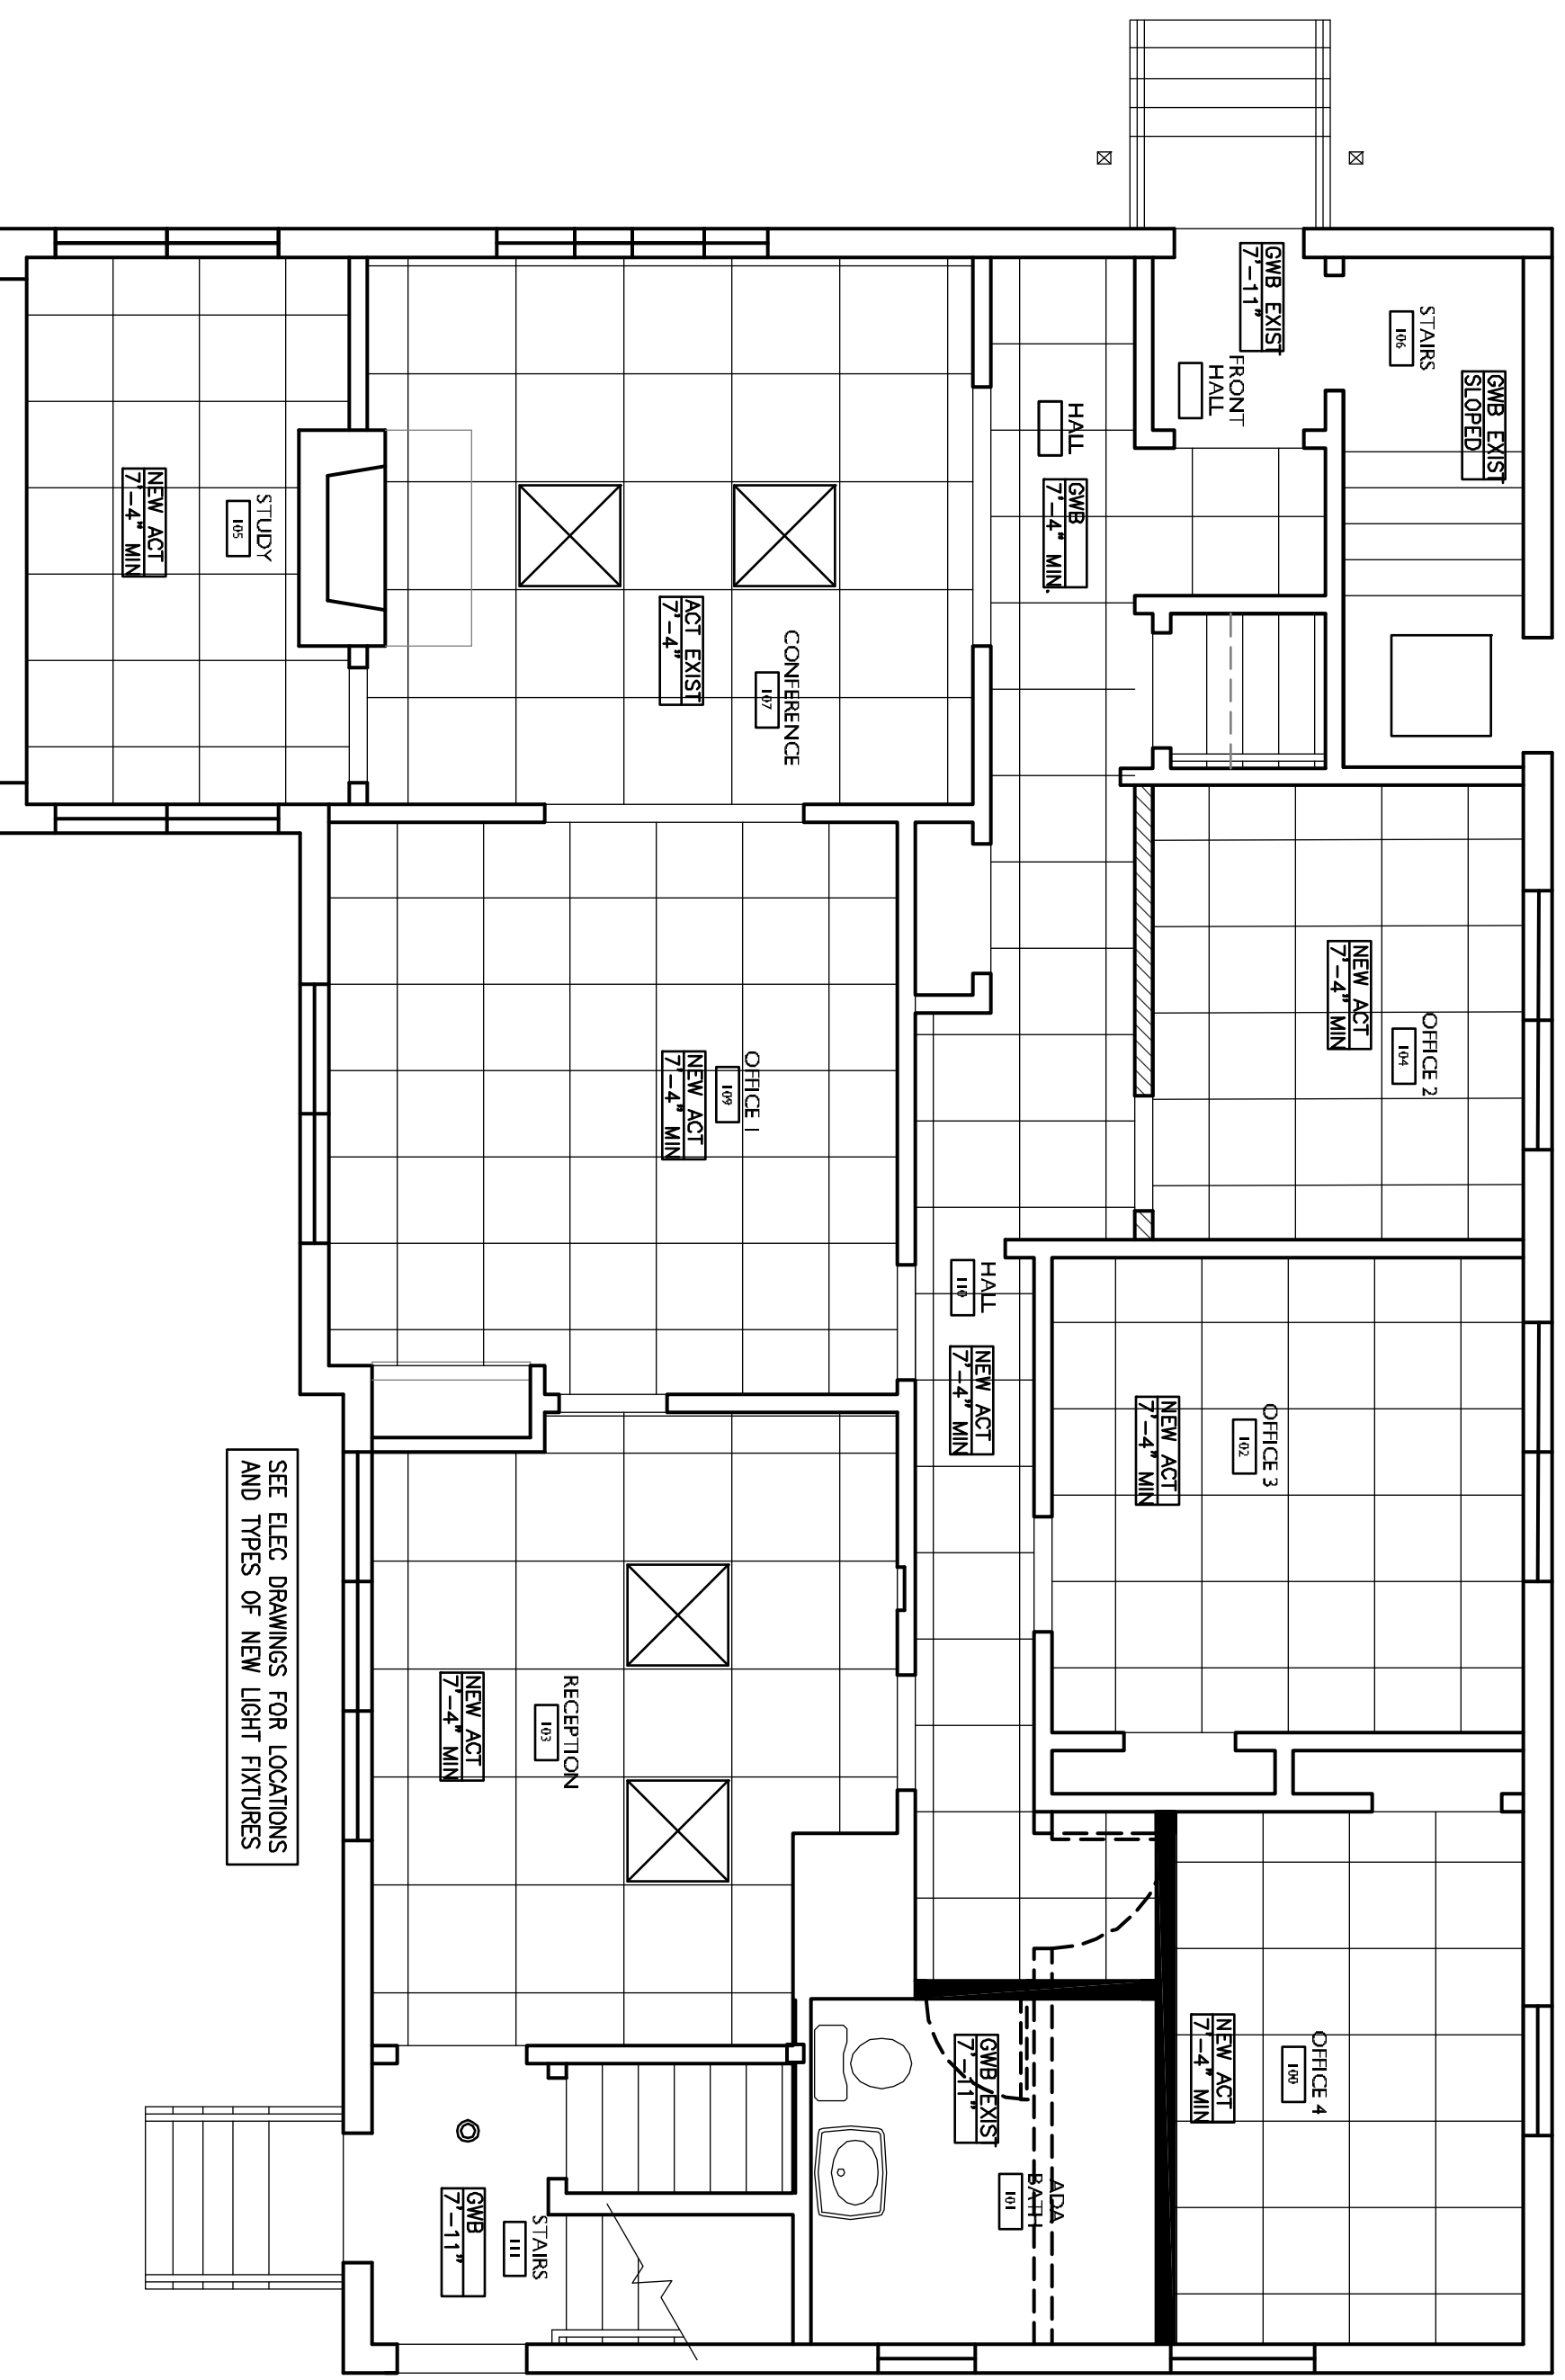 GWB EXIST
SLOPED
STAIRS
106
GWB EXIST
7'-11"
FRONT
HALL
HALL
GWB
7'-4" MIN.
CONFERENCE
107
ACT EXIST
7'-4"
STUDY
105
NEW ACT
7'-4" MIN
OFFICE 2
104
NEW ACT
7'-4" MIN
OFFICE 1
109
NEW ACT
7'-4" MIN
HALL
110
NEW ACT
7'-4" MIN
OFFICE 3
102
NEW ACT
7'-4" MIN
RECEPTION
103
NEW ACT
7'-4" MIN
OFFICE 4
100
NEW ACT
7'-4" MIN
GWB EXIST
7'-11"
ADA
BATH
101
STAIRS
111
GWB
7'-11"
SEE ELEC DRAWINGS FOR LOCATIONS
AND TYPES OF NEW LIGHT FIXTURES